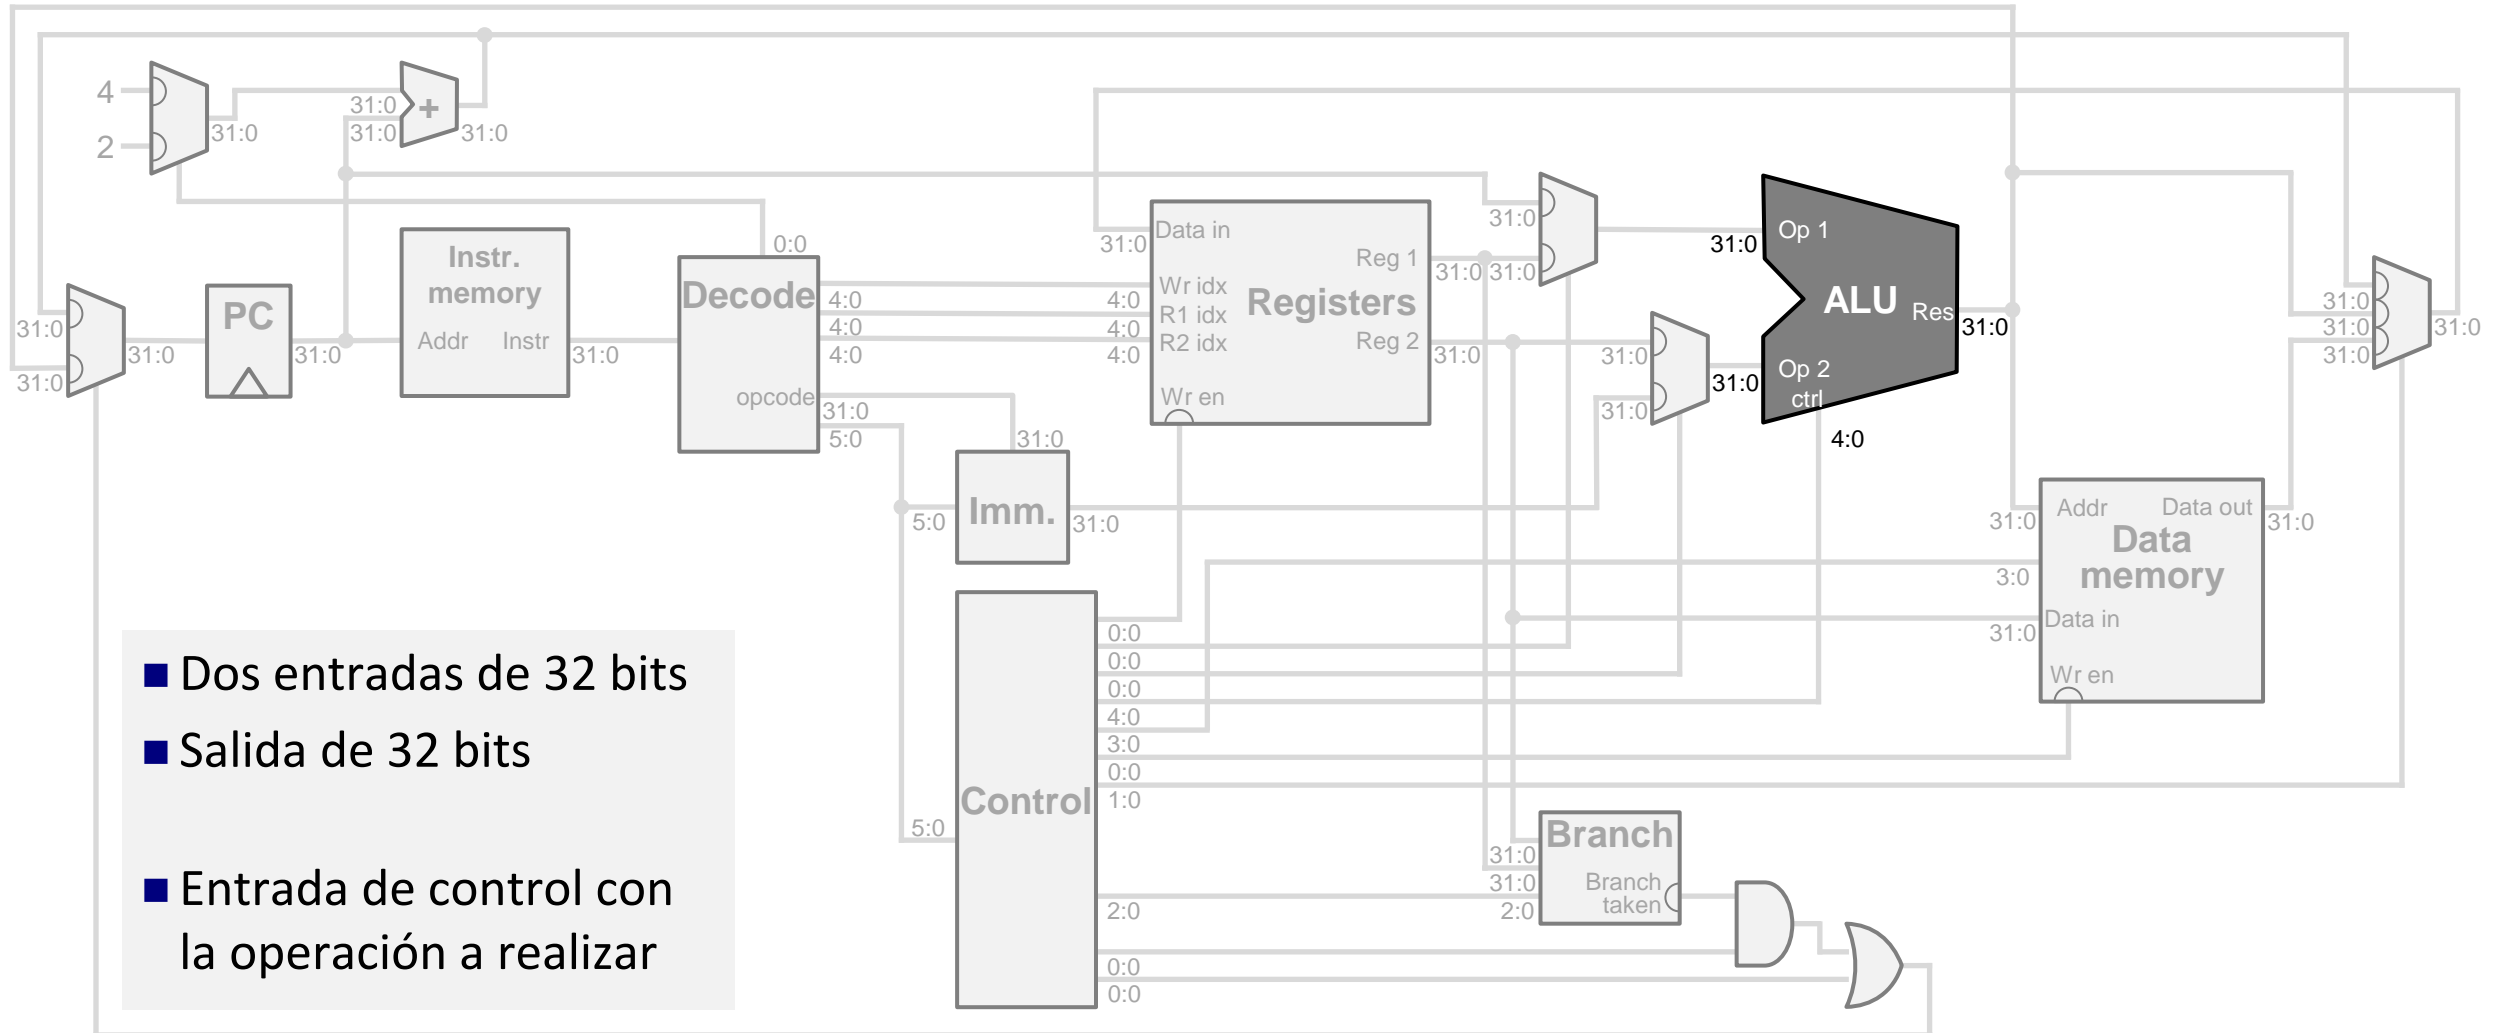 4
2
31:0
31:0
31:0
+
31:0
31:0
31:0
31:0
PC
31:0
Instr.
memory
Addr
Instr
31:0
0:0
Decode
4:0
4:0
4:0
opcode
31:0
5:0
31:0
5:0
Imm.
31:0
31:0
Data in
4:0
Wr idx
4:0
R1 idx
4:0
R2 idx
Registers
Wr en
Reg 1
31:0
Reg 2
31:0
31:0
31:0
31:0
31:0
31:0
Op 1
31:0
Op 2
ctrl
ALU
Res
31:0
4:0
31:0
31:0
31:0
31:0
31:0
Addr
Data out
31:0
Data
memory
3:0
31:0
Data in
Wr en
Control
5:0
0:0
0:0
0:0
4:0
3:0
0:0
1:0
2:0
0:0
0:0
Branch
31:0
31:0
2:0
Branch
taken
Dos entradas de 32 bits
Salida de 32 bits
Entrada de control con
la operación a realizar